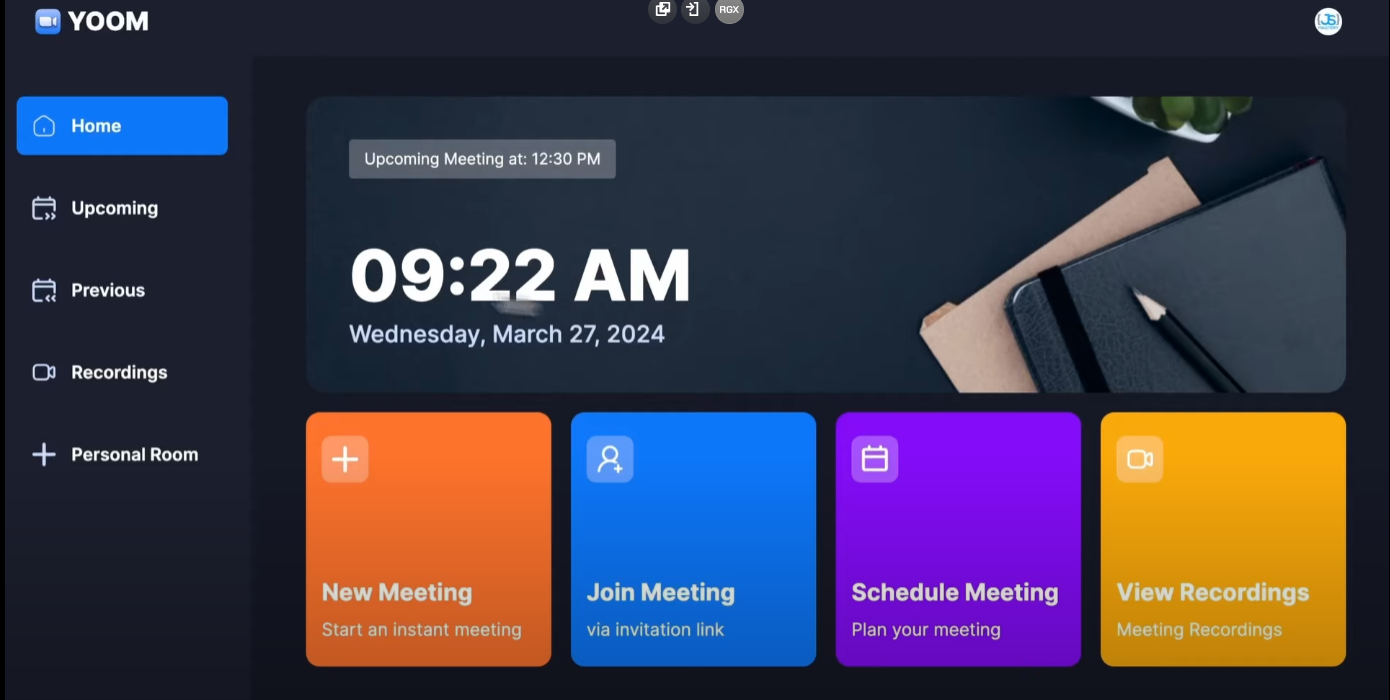 YOOM
RGX
JS
Home
Upcoming
Previous
Recordings
Personal Room
Upcoming Meeting at: 12:30 PM
09:22 AM
Wednesday, March 27, 2024
New Meeting
Start an instant meeting
Join Meeting
via invitation link
Schedule Meeting
Plan your meeting
View Recordings
Meeting Recordings